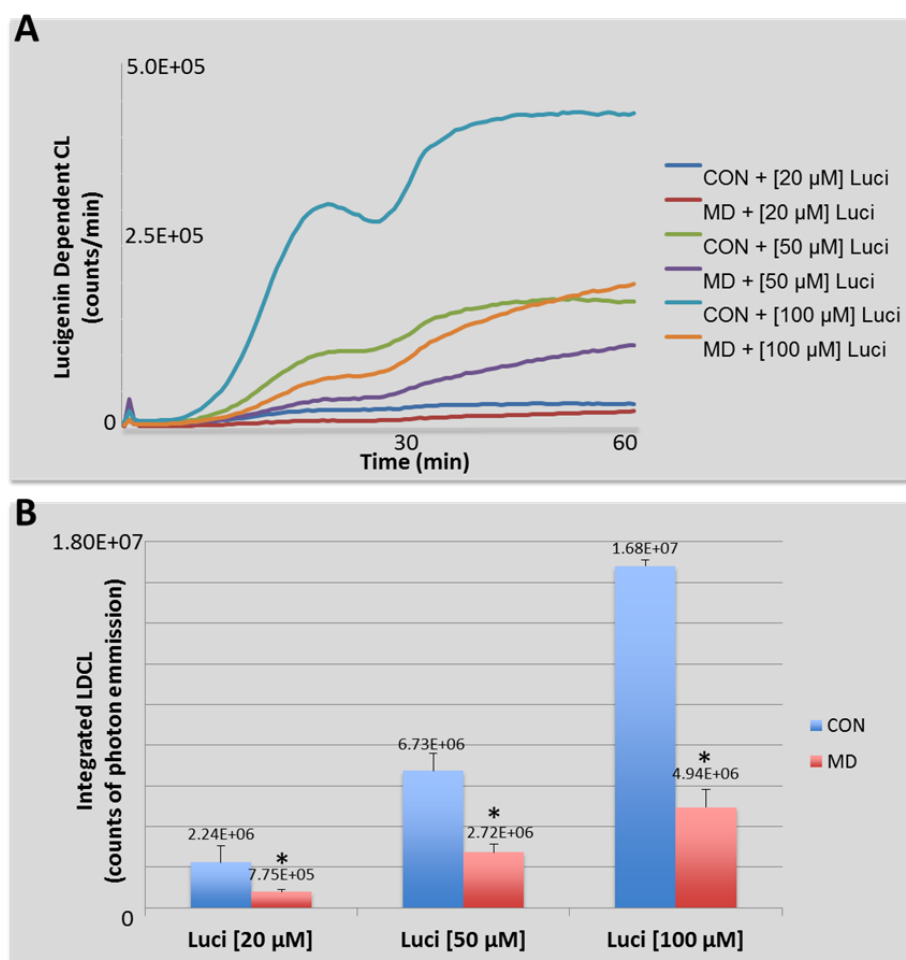 A
5.0E+05
2.5E+05
0
Lucigenin Dependent CL
(counts/min)
30
60
Time (min)
CON + [20 µM] Luci
MD + [20 µM] Luci
CON + [50 µM] Luci
MD + [50 µM] Luci
CON + [100 µM] Luci
MD + [100 µM] Luci
B
1.80E+07
0
Integrated LDCL
(counts of photon emmission)
2.24E+06
*
7.75E+05
6.73E+06
*
2.72E+06
1.68E+07
*
4.94E+06
Luci [20 µM]
Luci [50 µM]
Luci [100 µM]
CON
MD